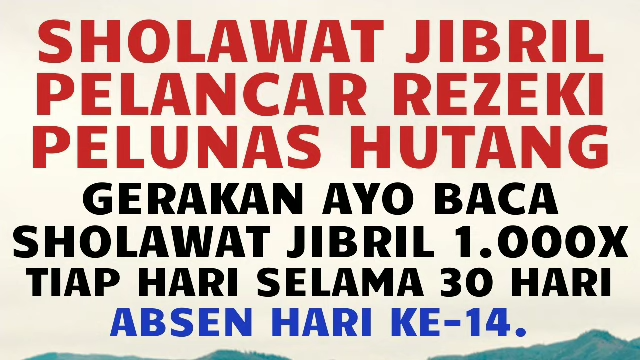 SHOLAWAT JIBRIL
PELANCAR REZEKI
PELUNAS HUTANG
GERAKAN AYO BACA
SHOLAWAT JIBRIL 1.000X
TIAP HARI SELAMA 30 HARI
ABSEN HARI KE-14.